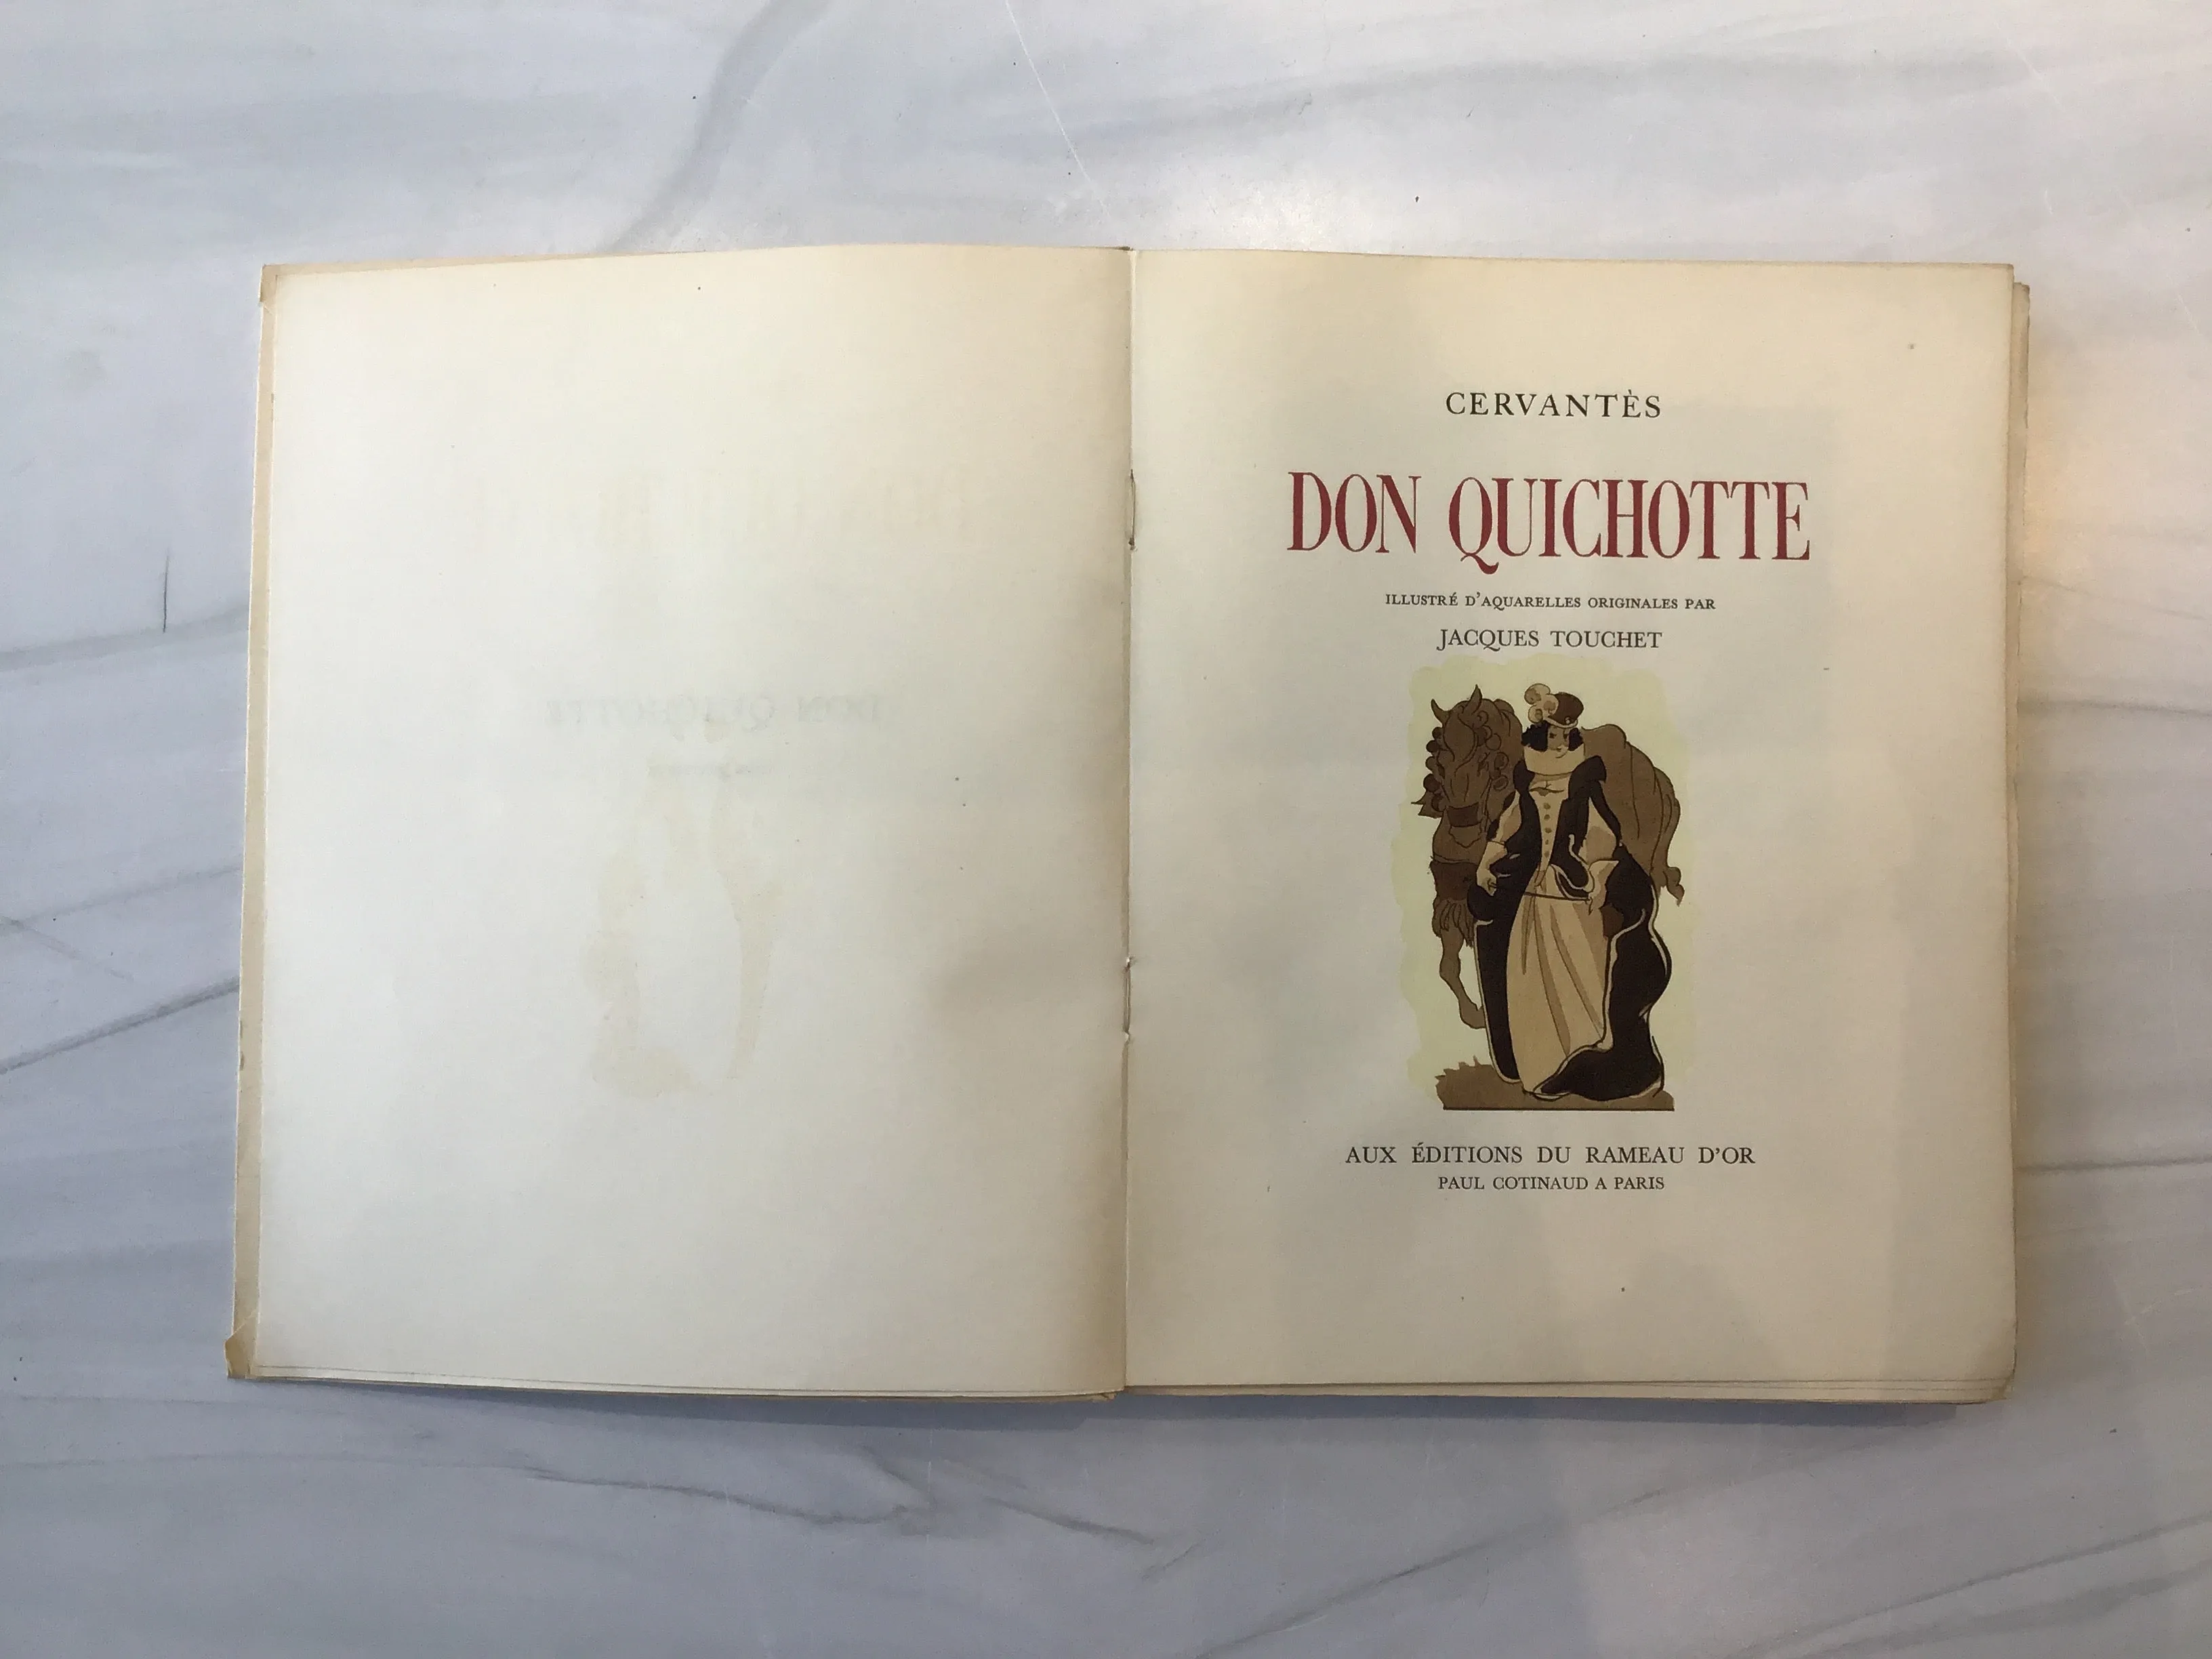 CERVANTÈS
DON QUICHOTTE
ILLUSTRÉ D'AQUARELLES ORIGINALES PAR
JACQUES TOUCHET
AUX ÉDITIONS DU RAMEAU D'OR
PAUL COTINAUD A PARIS